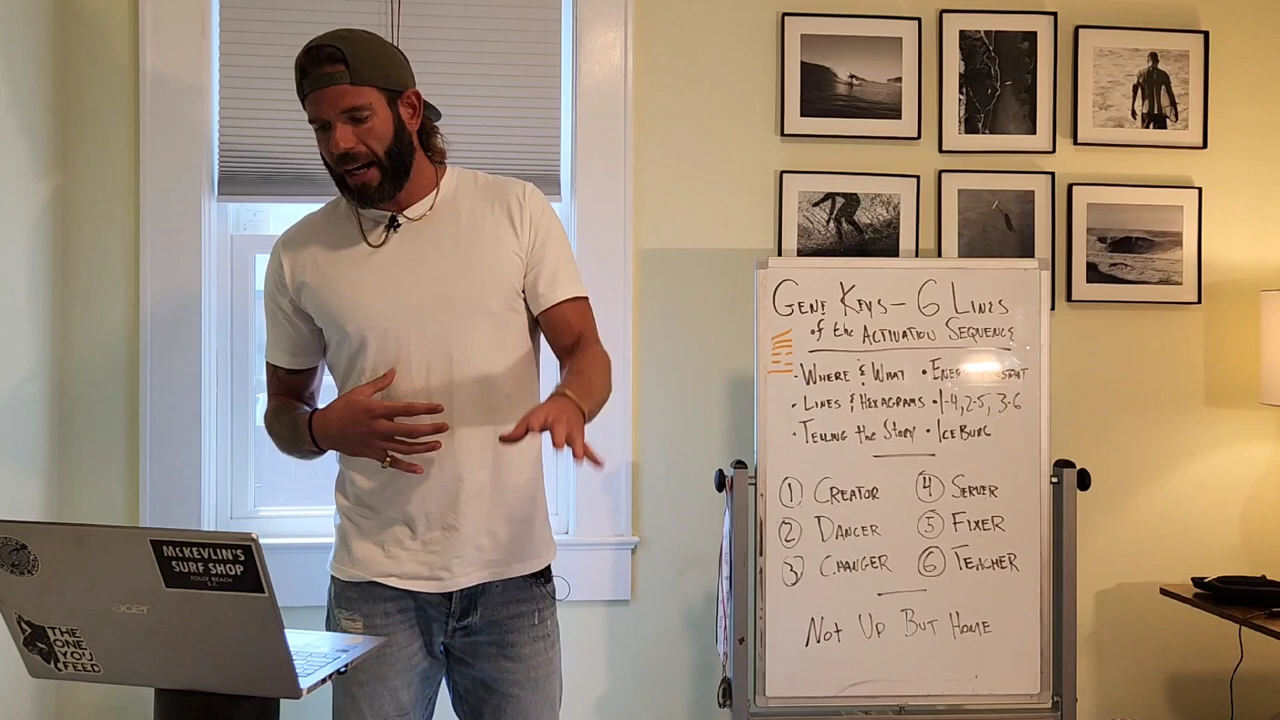 GENE KEYS - 6 LINES
of the ACTIVATION SEQUENCE
• WHERE & WHAT • 
• LINES & HEXAGRAMS • 1-4, 2-5, 3-6
• TELLING the STORY • ICEBURG
1 CREATOR 4 SERVER
2 DANCER 5 FIXER
3 CHANGER 6 TEACHER
NOT UP BUT HOME
McKEVLIN'S
SURF SHOP
FOLLY BEACH
S.C.
acer
THE
ONE
YOU
FEED